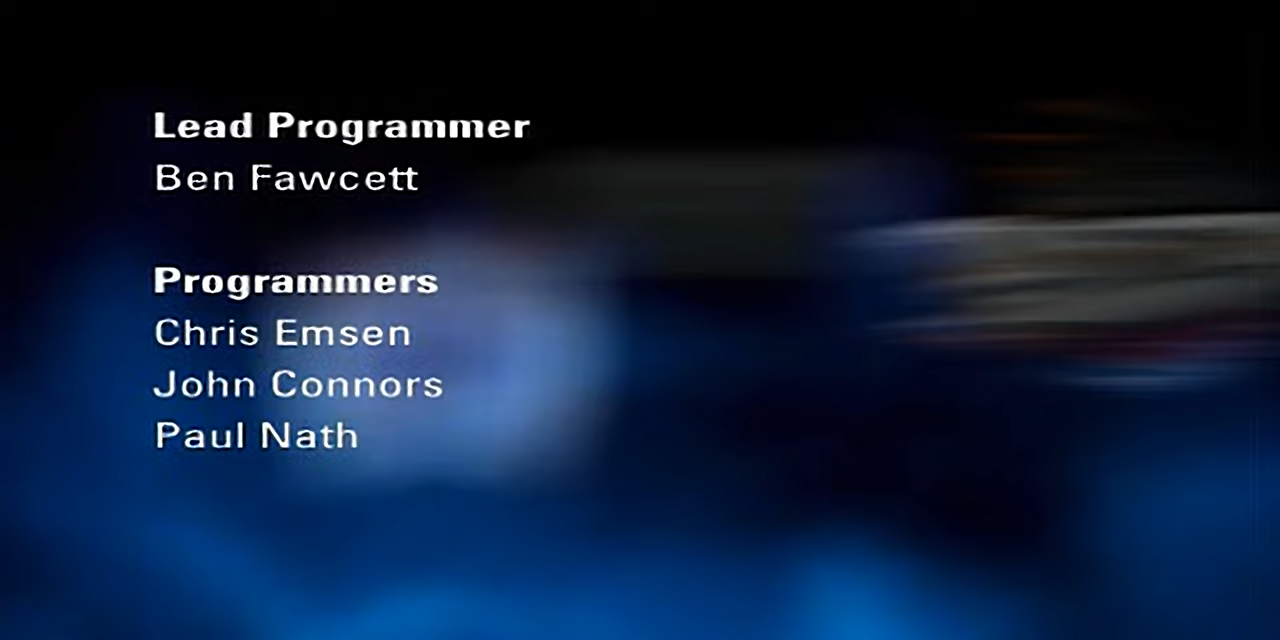 Lead Programmer
Ben Fawcett
Programmers
Chris Emsen
John Connors
Paul Nath